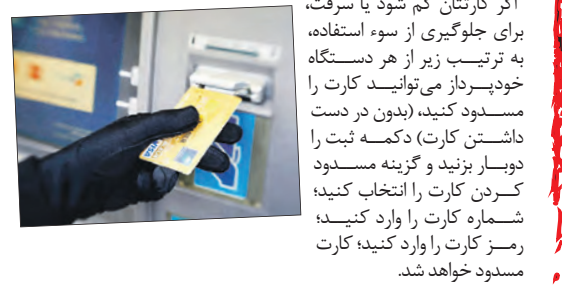 اگر کارتتان گم شود یا سرقت،
برای جلوگیری از سوء استفاده،
به ترتیب زیر از هر دستگاه
خودپرداز می‌توانید کارت را
مسدود کنید، (بدون در دست
داشتن کارت) دکمه ثبت را
دوبار بزنید و گزینه مسدود
کردن کارت را انتخاب کنید؛
شماره کارت را وارد کنید؛
رمز کارت را وارد کنید؛ کارت
مسدود خواهد شد.
VISA